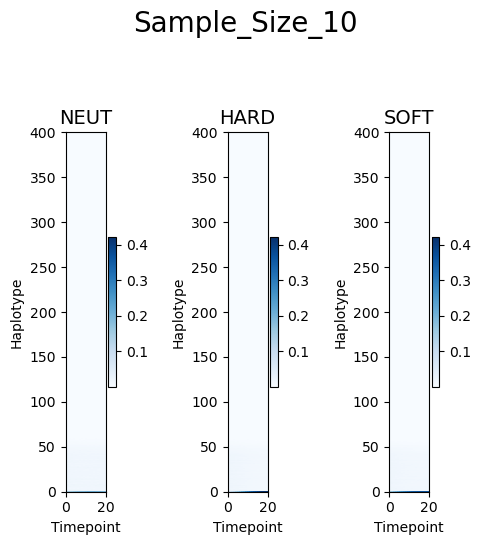 Sample_Size_10
NEUT HARD SOFT
400 400 400
350 350 350
300 300 300
250 250 250
200 200 200
150 150 150
100 100 100
50 50 50
0 0 0
0.4 0.4 0.4
0.3 0.3 0.3
0.2 0.2 0.2
0.1 0.1 0.1
Haplotype Haplotype Haplotype
0 20 0 20 0 20
Timepoint Timepoint Timepoint